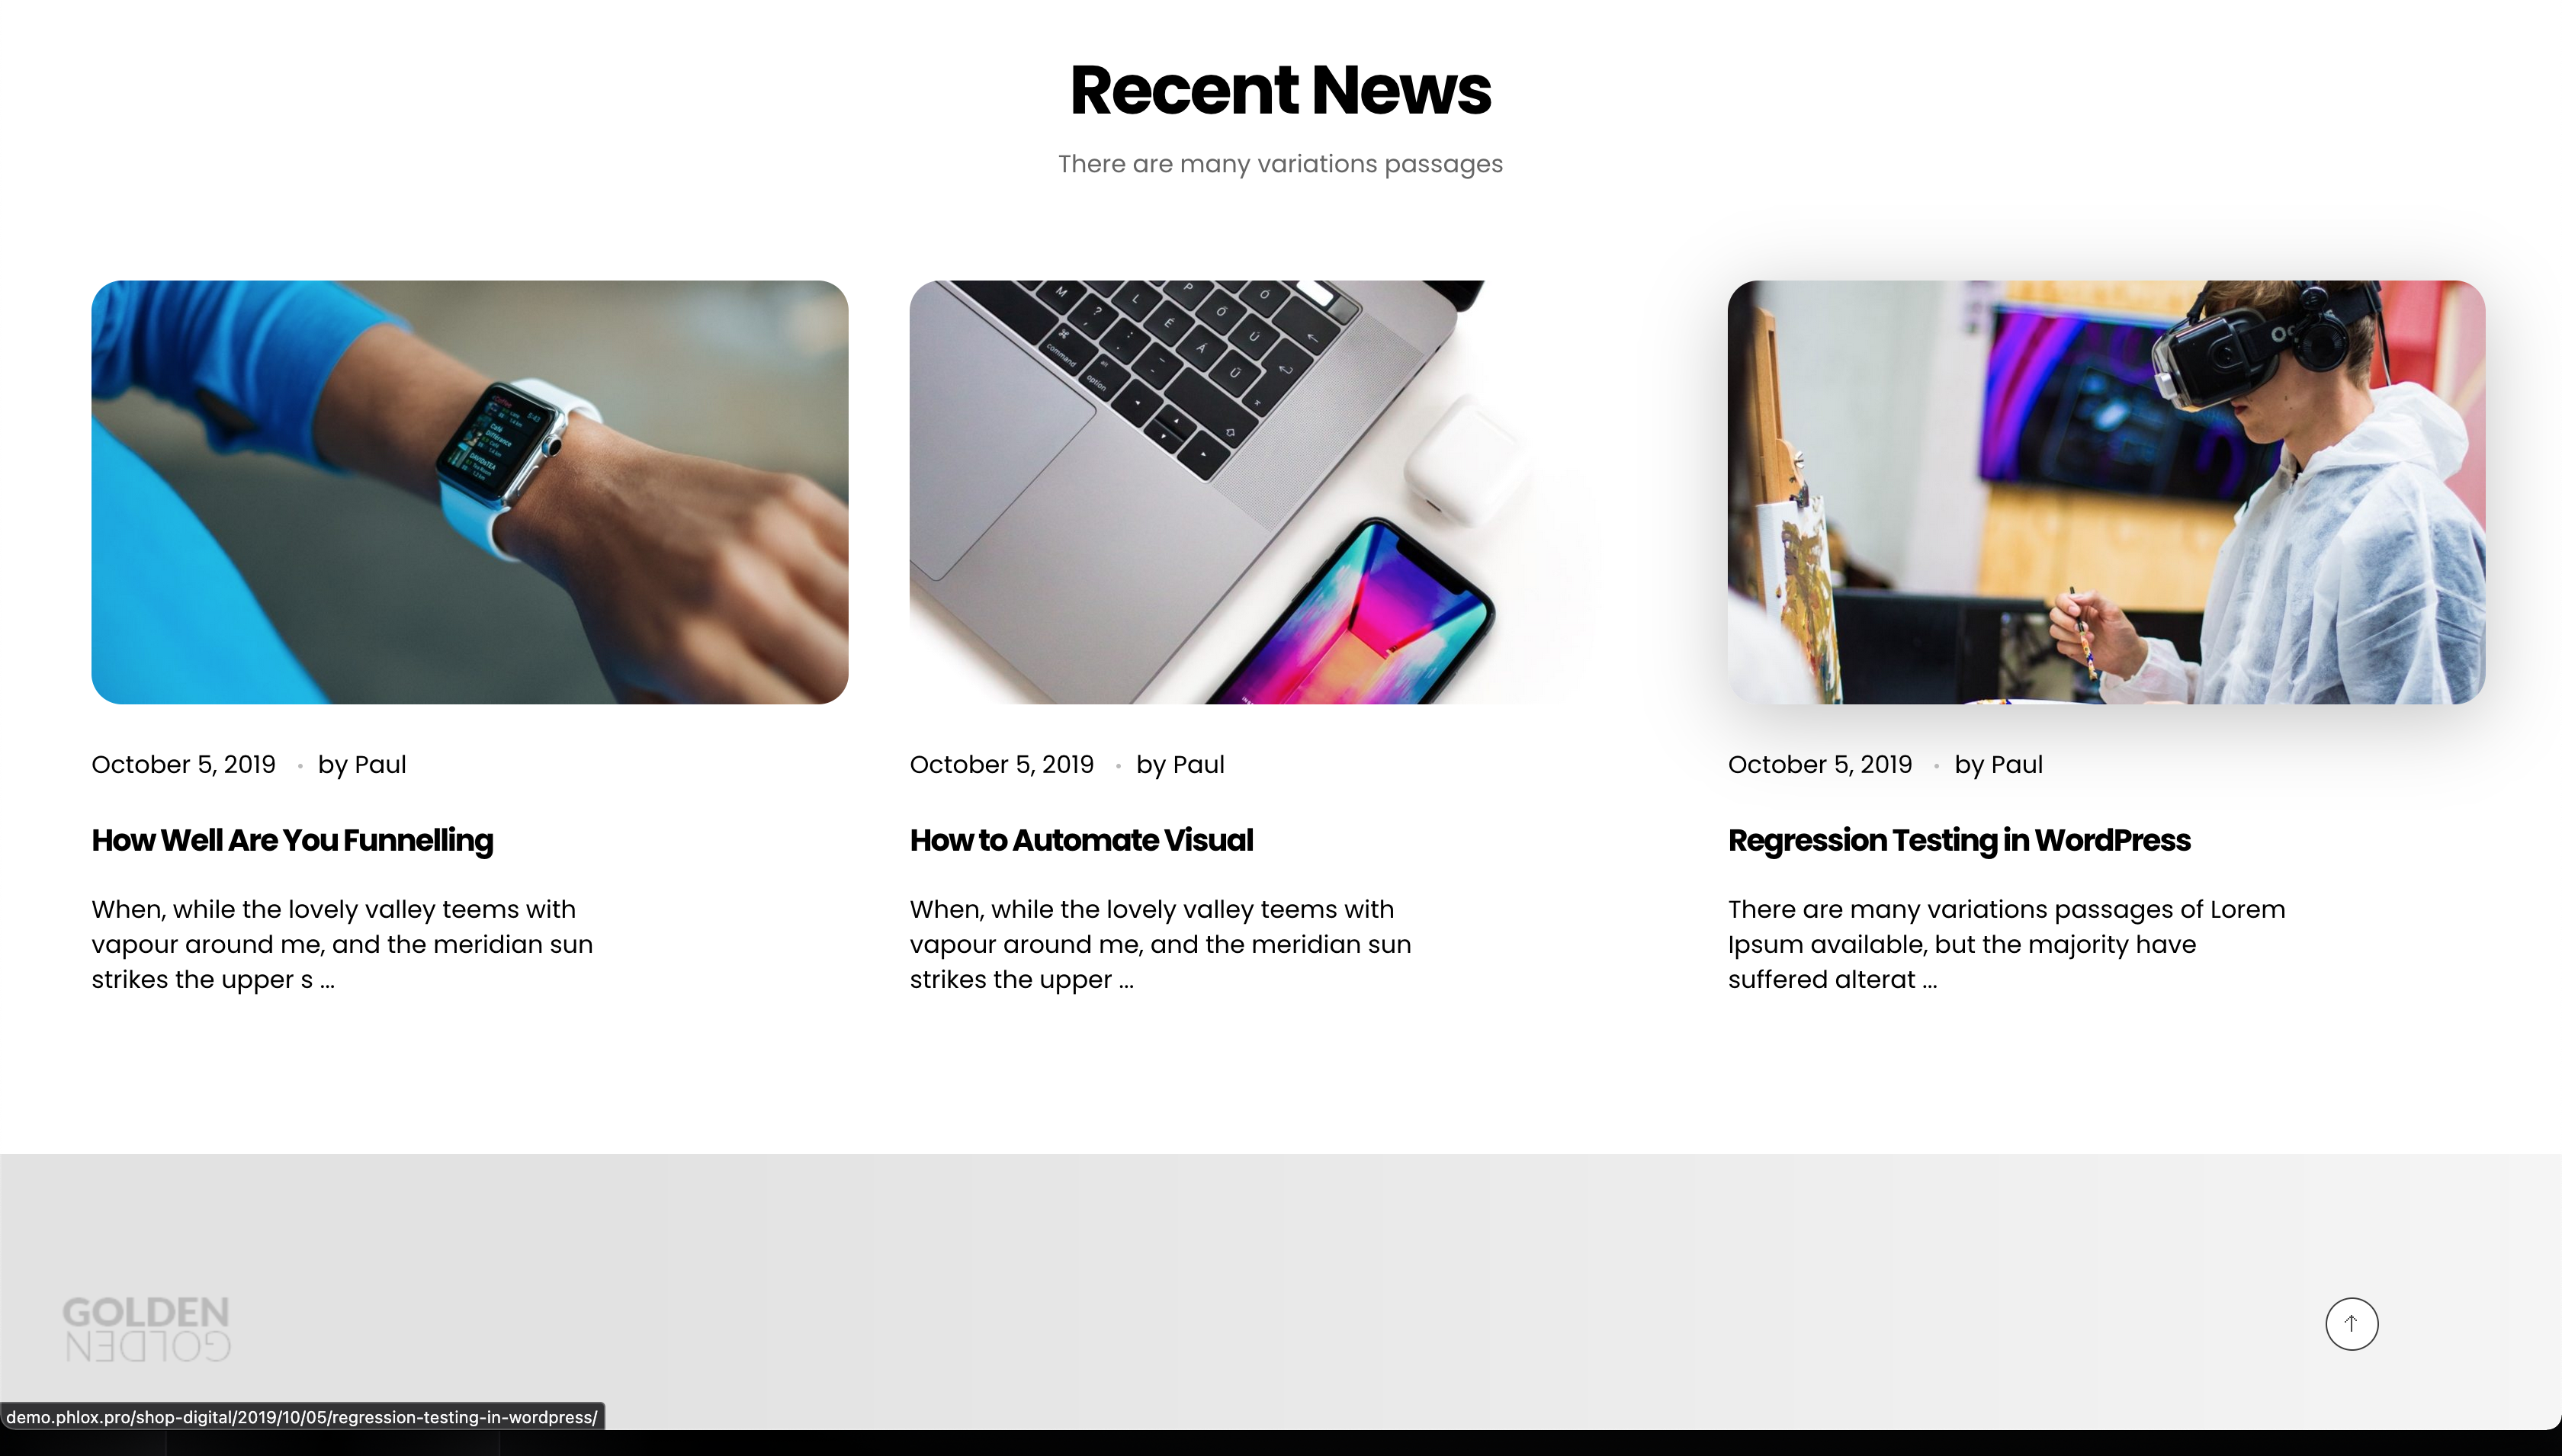 Recent News
There are many variations passages
October 5, 2019 • by Paul
How Well Are You Funnelling
When, while the lovely valley teems with
vapour around me, and the meridian sun
strikes the upper s ...
October 5, 2019 • by Paul
How to Automate Visual
When, while the lovely valley teems with
vapour around me, and the meridian sun
strikes the upper ...
October 5, 2019 • by Paul
Regression Testing in WordPress
There are many variations passages of Lorem
Ipsum available, but the majority have
suffered alterat ...
GOLDEN
GOLDEN
demo.phlox.pro/shop-digital/2019/10/05/regression-testing-in-wordpress/